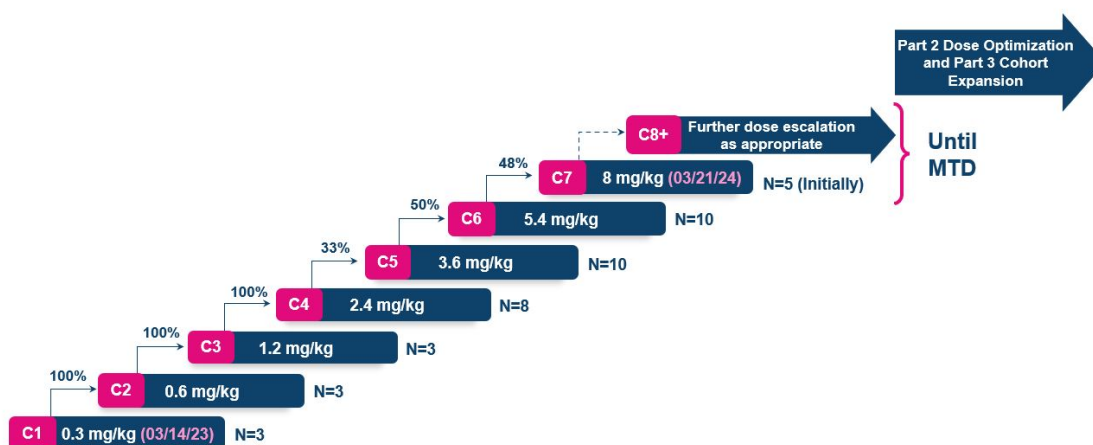 Part 2 Dose Optimization
and Part 3 Cohort
Expansion
C8+
Further dose escalation
as appropriate
Until
MTD
48%
C7
8 mg/kg (03/21/24)
N=5 (Initially)
50%
C6
5.4 mg/kg
N=10
33%
C5
3.6 mg/kg
N=10
100%
C4
2.4 mg/kg
N=8
100%
C3
1.2 mg/kg
N=3
100%
C2
0.6 mg/kg
N=3
C1
0.3 mg/kg (03/14/23)
N=3